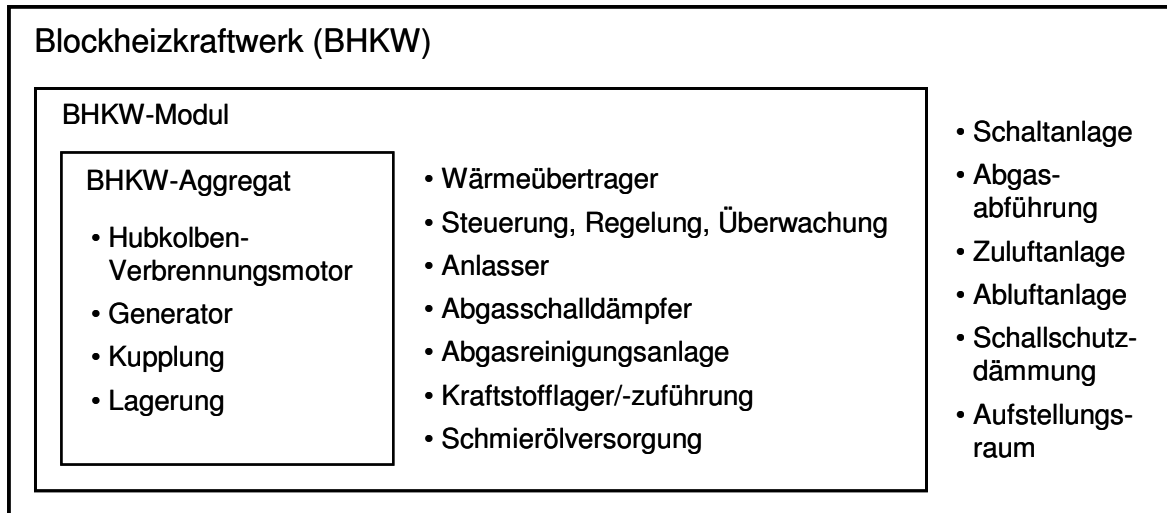 Blockheizkraftwerk (BHKW)
BHKW-Modul
BHKW-Aggregat
• Hubkolben-
Verbrennungsmotor
• Generator
• Kupplung
• Lagerung
• Wärmeübertrager
• Steuerung, Regelung, Überwachung
• Anlasser
• Abgasschalldämpfer
• Abgasreinigungsanlage
• Kraftstofflager/-zuführung
• Schmierölversorgung
• Schaltanlage
• Abgas-
abführung
• Zuluftanlage
• Abluftanlage
• Schallschutz-
dämmung
• Aufstellungs-
raum